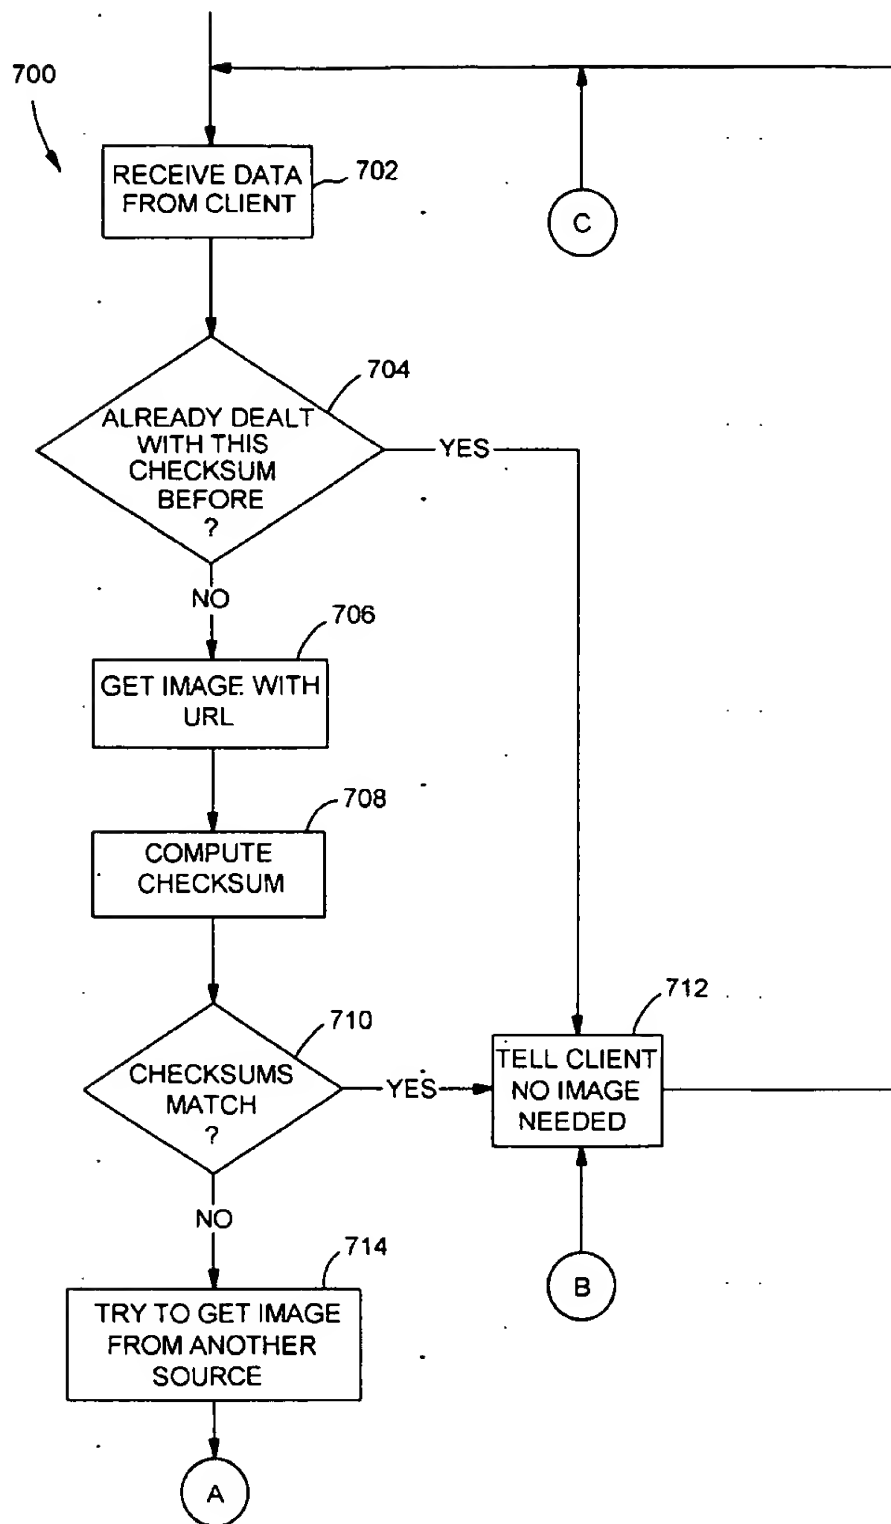 700
RECEIVE DATA
FROM CLIENT
702
C
704
ALREADY DEALT
WITH THIS
CHECKSUM
BEFORE
?
YES
NO
706
GET IMAGE WITH
URL
708
COMPUTE
CHECKSUM
710
CHECKSUMS
MATCH
?
YES
712
TELL CLIENT
NO IMAGE
NEEDED
NO
714
TRY TO GET IMAGE
FROM ANOTHER
SOURCE
B
A